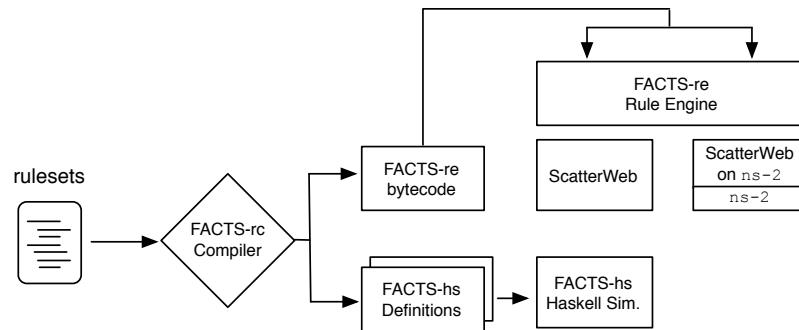 FACTS-re
Rule Engine
rulesets
FACTS-rc
Compiler
FACTS-re
bytecode
ScatterWeb
ScatterWeb
on ns-2
ns-2
FACTS-hs
Definitions
FACTS-hs
Haskell Sim.